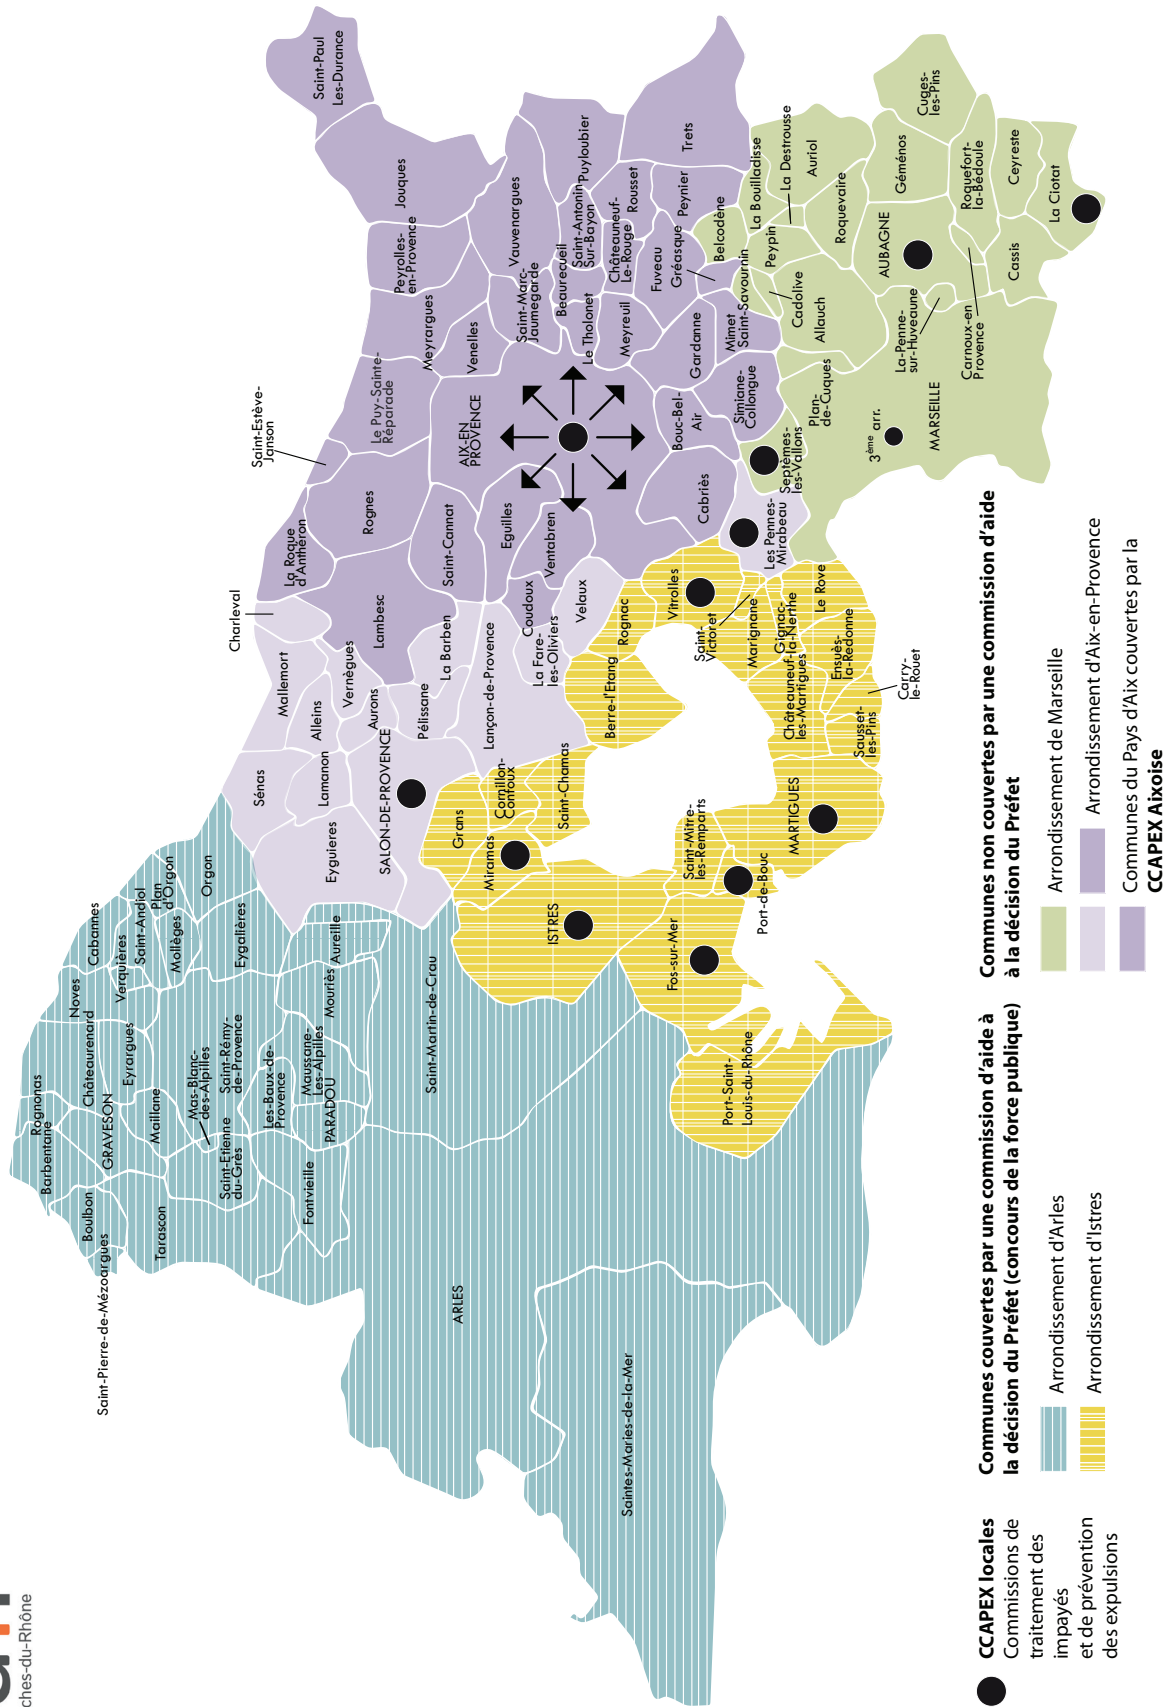 ches-du-Rhône
Saint-Pierre-de-Mézoargues
Boulbon
Barbentane
Rognonas
GRAVESON
Châteaurenard
Noves
Cabannes
Verquières
Eyrargues
Maillane
Tarascon
Saint-Andiol
Plan
d'Orgon
Mollèges
Orgon
Mas-Blanc-
des-Alpilles
Saint-Etienne
du-Grès
Saint-Rémy-
de-Provence
Eygalières
Les-Baux-de-
Provence
Fontvieille
Maussane-
Les-Alpilles
PARADOU
Mouriès
Aureille
Saint-Martin-de-Crau
ARLES
Saintes-Maries-de-la-Mer
Port-Saint-
Louis-du-Rhône
Sénas
Eyguieres
Lamanon
SALON-DE-PROVENCE
Mallemort
Alleins
Charleval
Vernègues
Aurons
Pélissane
La Barben
Lançon-de-Provence
La Fare-
les-Oliviers
Velaux
Coudoux
Grans
Cornillon-
Confoux
Miramas
Saint-Chamas
ISTRES
Fos-sur-Mer
Saint-Mitre-
les-Remparts
Port-de-Bouc
MARTIGUES
Berre-l'Etang
Rognac
Vitrolles
Saint-
Victoret
Marignane
Gignac-
la-Nerthe
Châteauneuf-
les-Martigues
Le Rove
Ensuès-
la-Redonne
Sausset-
les-Pins
Carry-
le-Rouet
La Roque
d'Anthéron
Saint-Estève-
Janson
Rognes
Lambesc
Saint-Cannat
Le Puy-Sainte-
Réparade
Eguilles
Ventabren
AIX-EN
PROVENCE
Meyrargues
Venelles
Peyrolles-
en-Provence
Jouques
Saint-Paul
Les-Durance
Vauvenargues
Saint-Marc-
Jaumegarde
Beaurecueil
Le Tholonet
Saint-Antonin
Sur-Bayon
Puyloubier
Châteauneuf-
Le-Rouge
Rousset
Meyreuil
Fuveau
Gréasque
Peynier
Trets
Gardanne
Bouc-Bel-
Air
Cabriès
Simiane-
Collongue
Mimet
Saint-Savournin
Belcodène
Les Pennes-
Mirabeau
Septèmes-
les-Vallons
La Bouilladisse
La Destrousse
Peypin
Auriol
Cadolive
Allauch
Roquevaire
Plan-
de-Cuques
3ème arr.
MARSEILLE
AUBAGNE
La-Penne-
sur-Huveaune
Carnoux-en
Provence
Géménos
Cuges-
les-Pins
Roquefort-
la-Bédoule
Cassis
Ceyreste
La Ciotat
CCAPEX locales
Commissions de
traitement des
impayés
et de prévention
des expulsions
Communes couvertes par une commission d'aide à
la décision du Préfet (concours de la force publique)
Arrondissement d'Arles
Arrondissement d'Istres
Communes non couvertes par une commission d'aide
à la décision du Préfet
Arrondissement de Marseille
Arrondissement d'Aix-en-Provence
Communes du Pays d'Aix couvertes par la
CCAPEX Aixoise